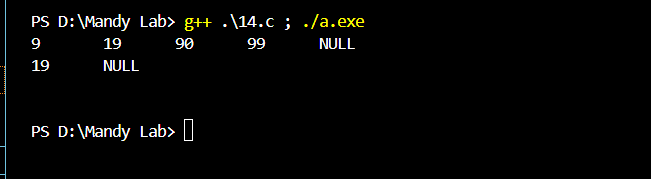 PS D:\Mandy Lab> g++ .\14.c ; ./a.exe
9 19 90 99 NULL
19 NULL
PS D:\Mandy Lab>